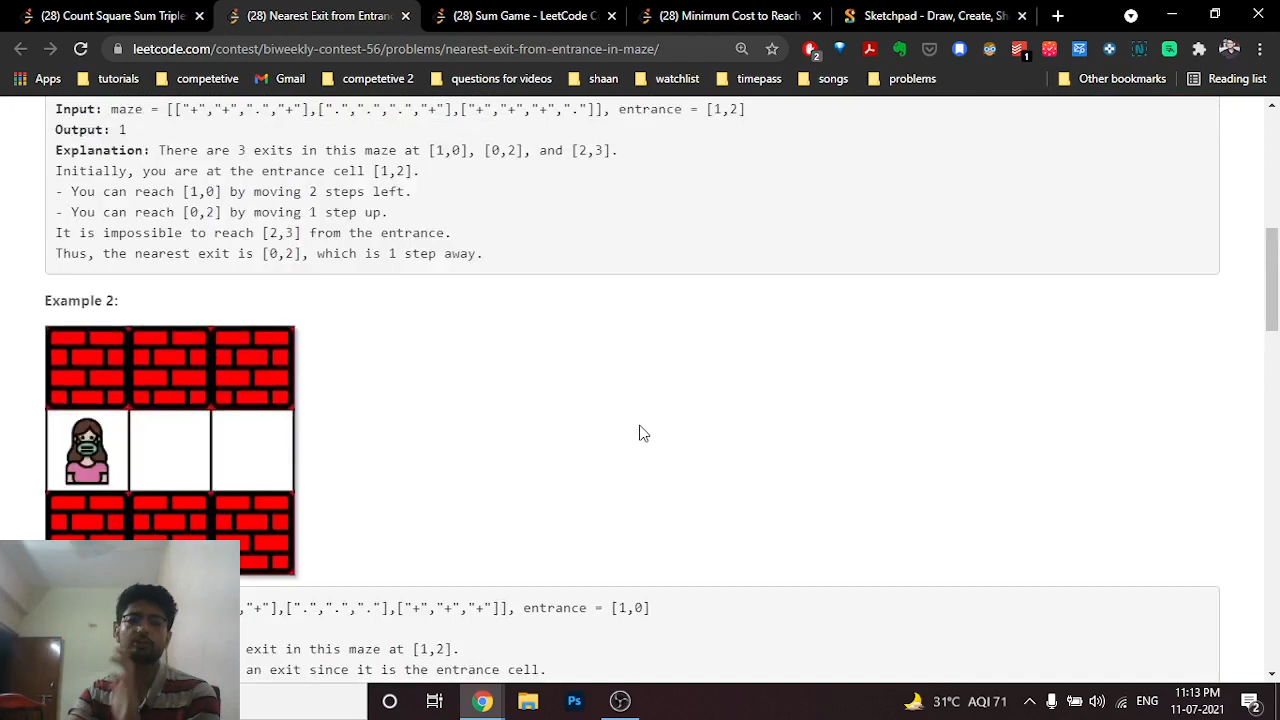 (28) Count Square Sum Triple
(28) Nearest Exit from Entran
(28) Sum Game - LeetCode C
(28) Minimum Cost to Reach
Sketchpad - Draw, Create, Sh
leetcode.com/contest/biweekly-contest-56/problems/nearest-exit-from-entrance-in-maze/
2
1
Apps
tutorials
competetive
Gmail
competetive 2
questions for videos
shaan
watchlist
timepass
songs
problems
Other bookmarks
Reading list
Input: maze = [["+","+",".","+"],[".",".",".","+"],["+","+","+","."]], entrance = [1,2]
Output: 1
Explanation: There are 3 exits in this maze at [1,0], [0,2], and [2,3].
Initially, you are at the entrance cell [1,2].
- You can reach [1,0] by moving 2 steps left.
- You can reach [0,2] by moving 1 step up.
It is impossible to reach [2,3] from the entrance.
Thus, the nearest exit is [0,2], which is 1 step away.
Example 2:
,"+"],[".",".","."],["+","+","+"]], entrance = [1,0]
exit in this maze at [1,2].
an exit since it is the entrance cell.
Ps
31°C AQI 71
ENG
11:13 PM
11-07-2021
2